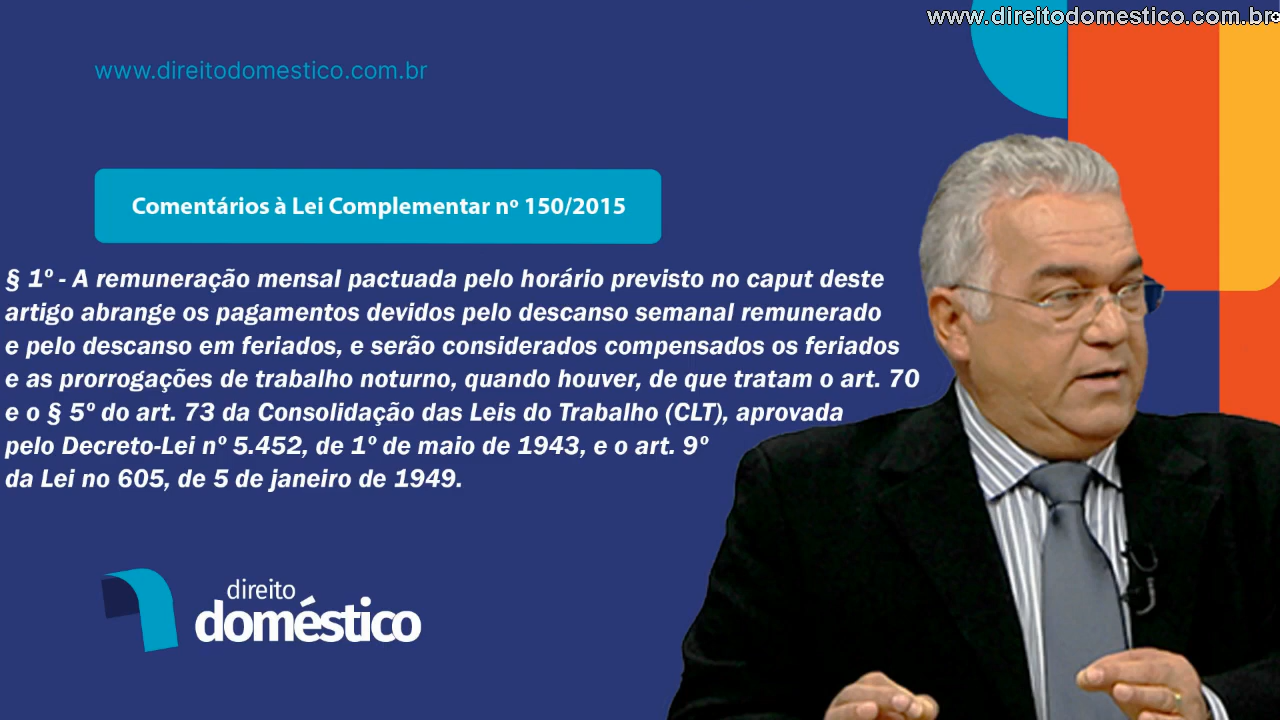 www.direitodomestico.com.br
www.direitodomestico.com.br
Comentários à Lei Complementar nº 150/2015
§ 1º - A remuneração mensal pactuada pelo horário previsto no caput deste
artigo abrange os pagamentos devidos pelo descanso semanal remunerado
e pelo descanso em feriados, e serão considerados compensados os feriados
e as prorrogações de trabalho noturno, quando houver, de que tratam o art. 70
e o § 5º do art. 73 da Consolidação das Leis do Trabalho (CLT), aprovada
pelo Decreto-Lei nº 5.452, de 1º de maio de 1943, e o art. 9º
da Lei no 605, de 5 de janeiro de 1949.
direito
doméstico